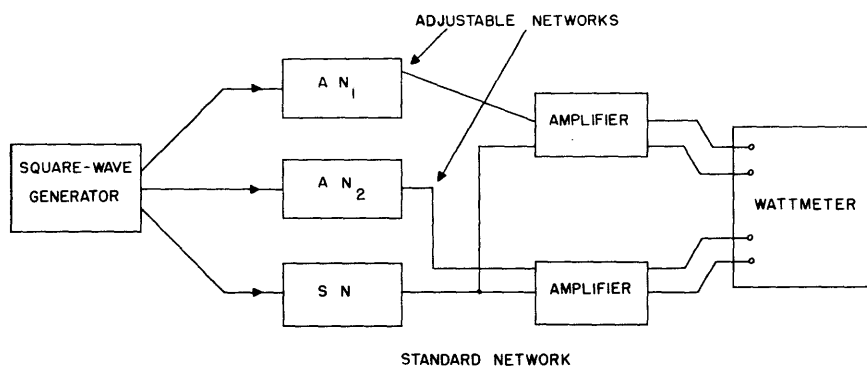 ADJUSTABLE NETWORKS
A N1
AMPLIFIER
SQUARE-WAVE
GENERATOR
A N2
WATTMETER
S N
AMPLIFIER
STANDARD NETWORK